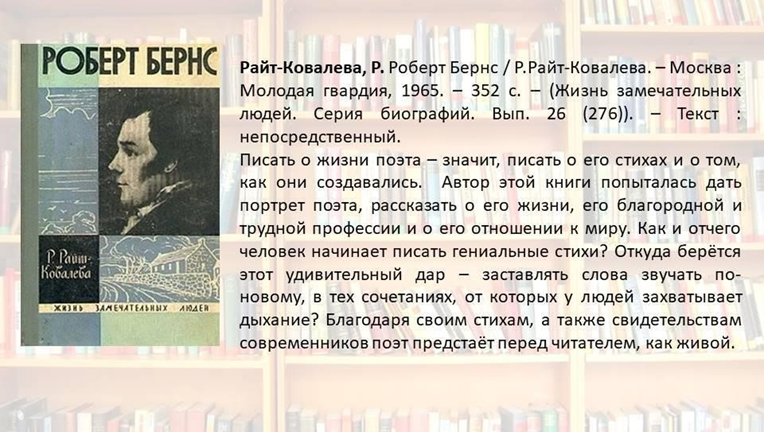 РОБЕРТ БЕРНС
Р. Райт-
Ковалева
ЖИЗНЬ ЗАМЕЧАТЕЛЬНЫХ ЛЮДЕЙ
Райт-Ковалева, Р. Роберт Бернс / Р.Райт-Ковалева. – Москва :
Молодая гвардия, 1965. – 352 с. – (Жизнь замечательных
людей. Серия биографий. Вып. 26 (276)). – Текст :
непосредственный.
Писать о жизни поэта – значит, писать о его стихах и о том,
как они создавались. Автор этой книги попыталась дать
портрет поэта, рассказать о его жизни, его благородной и
трудной профессии и о его отношении к миру. Как и отчего
человек начинает писать гениальные стихи? Откуда берётся
этот удивительный дар – заставлять слова звучать по-
новому, в тех сочетаниях, от которых у людей захватывает
дыхание? Благодаря своим стихам, а также свидетельствам
современников поэт предстаёт перед читателем, как живой.